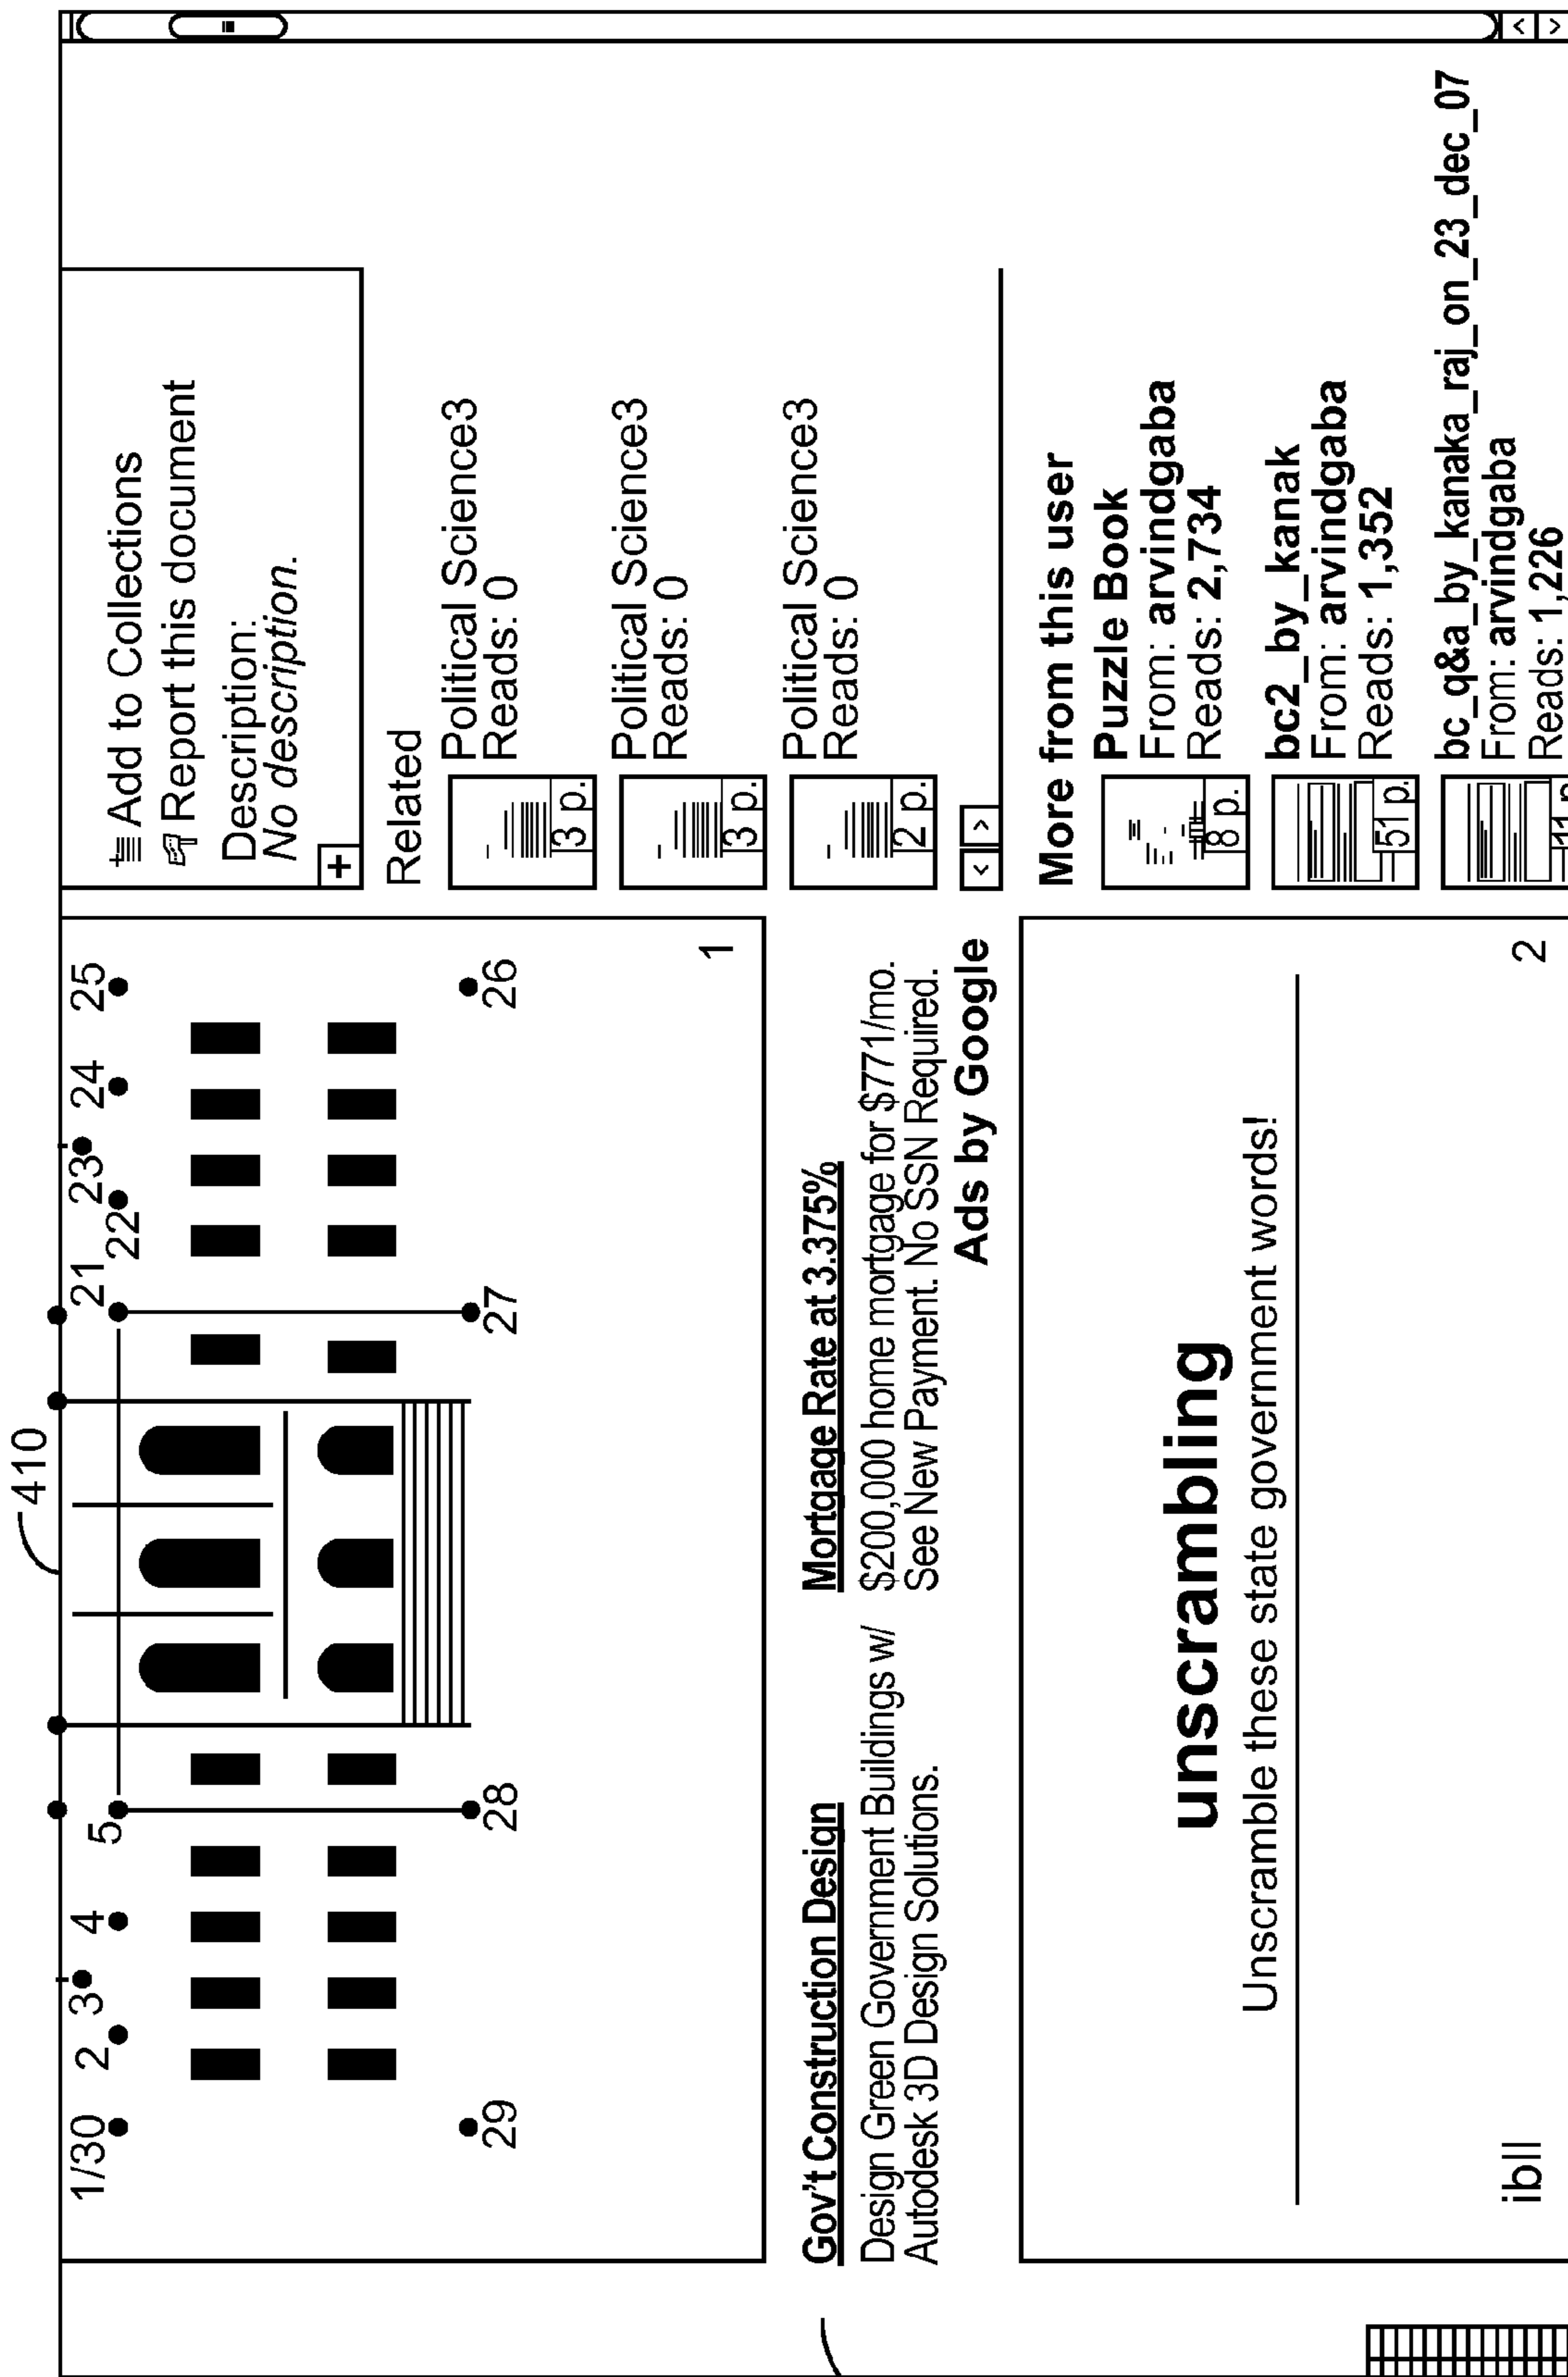 410
1/30
2
3
4
5
21
22
23
24
25
26
27
28
29
1
Gov't Construction Design
Design Green Government Buildings w/
Autodesk 3D Design Solutions.
Mortgage Rate at 3.375%
$200,000 home mortgage for $771/mo.
See New Payment. No SSN Required.
Ads by Google
unscrambling
Unscramble these state government words!
ibll
2
Add to Collections
Report this document
Description:
No description.
+
Related
Political Science3
Reads: 0
3 p.
Political Science3
Reads: 0
3 p.
Political Science3
Reads: 0
2 p.
< >
More from this user
Puzzle Book
From: arvindgaba
Reads: 2,734
8 p.
bc2_by_kanak
From: arvindgaba
Reads: 1,352
51 p.
bc_q&a_by_kanaka_raj_on_23_dec_07
From: arvindgaba
Reads: 1,226
11 p.